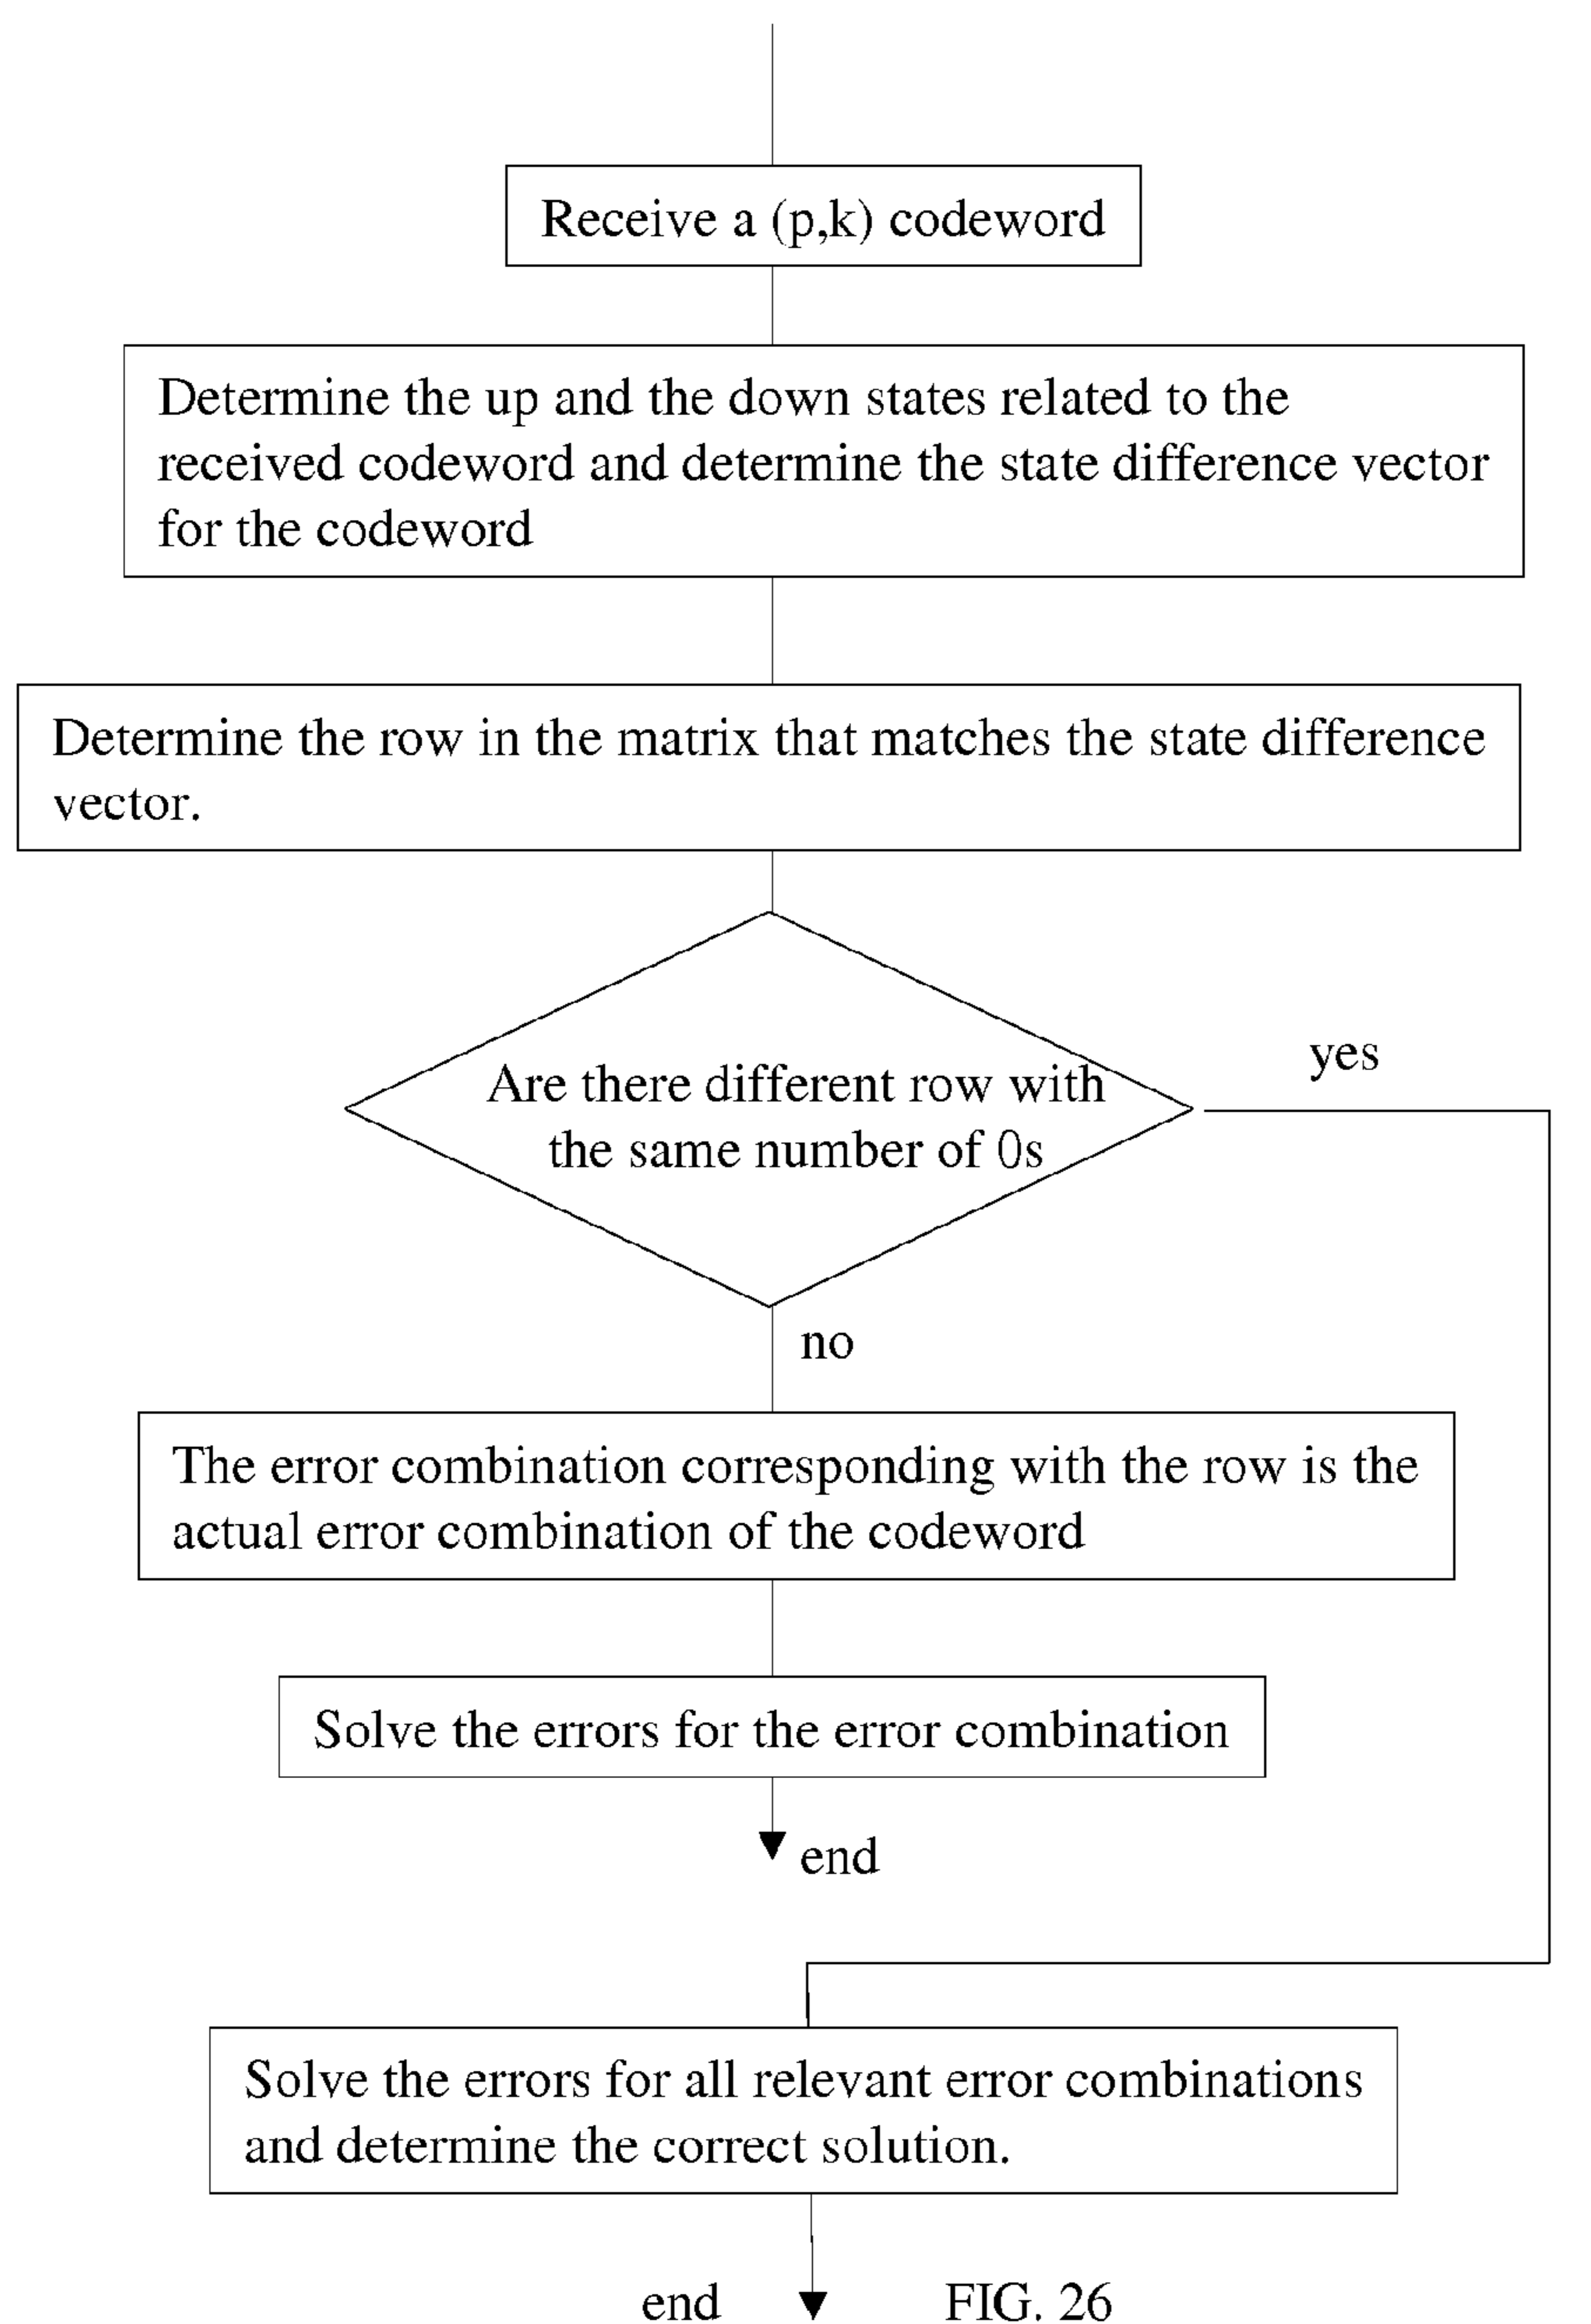 Receive a (p,k) codeword
Determine the up and the down states related to the
received codeword and determine the state difference vector
for the codeword
Determine the row in the matrix that matches the state difference
vector.
Are there different row with
the same number of 0s
yes
no
The error combination corresponding with the row is the
actual error combination of the codeword
Solve the errors for the error combination
end
Solve the errors for all relevant error combinations
and determine the correct solution.
end
FIG. 26